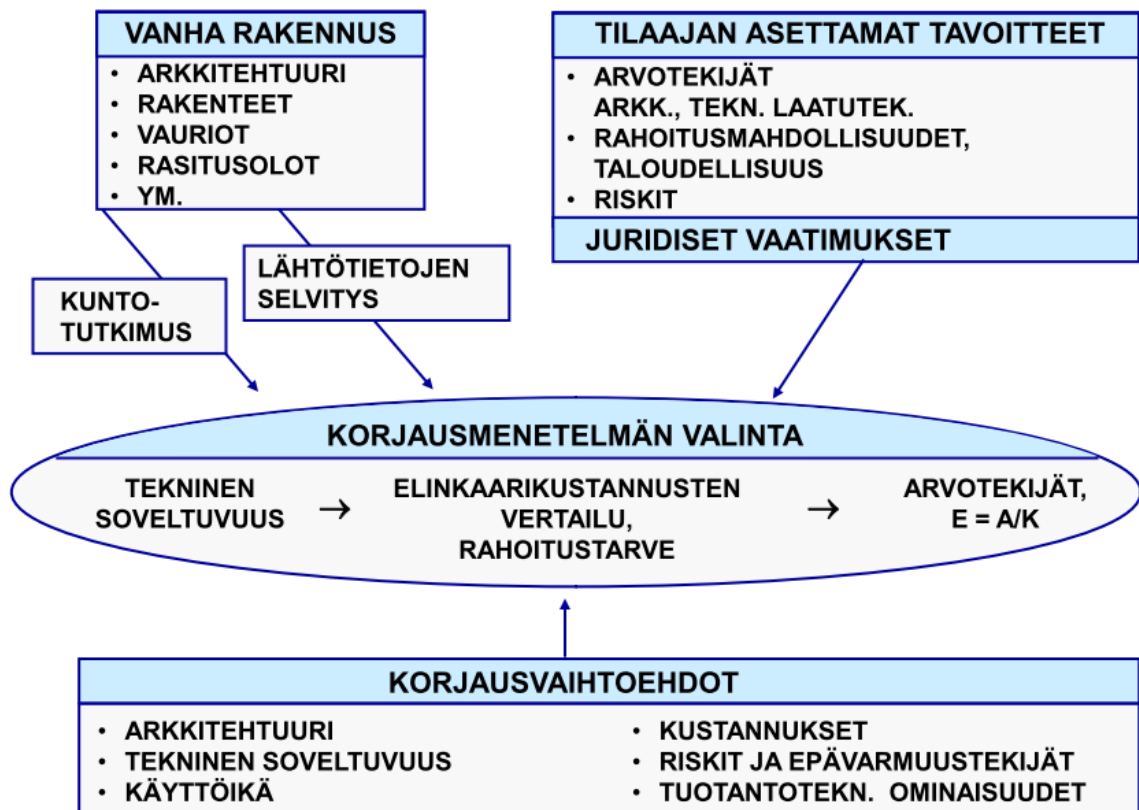 VANHA RAKENNUS
• ARKKITEHTUURI
• RAKENTEET
• VAURIOT
• RASITUSOLOT
• YM.
TILAAJAN ASETTAMAT TAVOITTEET
• ARVOTEKIJÄT
ARKK., TEKN. LAATUTEK.
• RAHOITUSMAHDOLLISUUDET,
TALOUDELLISUUS
• RISKIT
JURIDISET VAATIMUKSET
KUNTO-
TUTKIMUS
LÄHTÖTIETOJEN
SELVITYS
KORJAUSMENETELMÄN VALINTA
TEKNINEN
SOVELTUVUUS
→
ELINKAARIKUSTANNUSTEN
VERTAILU,
RAHOITUSTARVE
→
ARVOTEKIJÄT,
E = A/K
KORJAUSVAIHTOEHDOT
• ARKKITEHTUURI
• TEKNINEN SOVELTUVUUS
• KÄYTTÖIKÄ
• KUSTANNUKSET
• RISKIT JA EPÄVARMUUSTEKIJÄT
• TUOTANTOTEKN. OMINAISUUDET